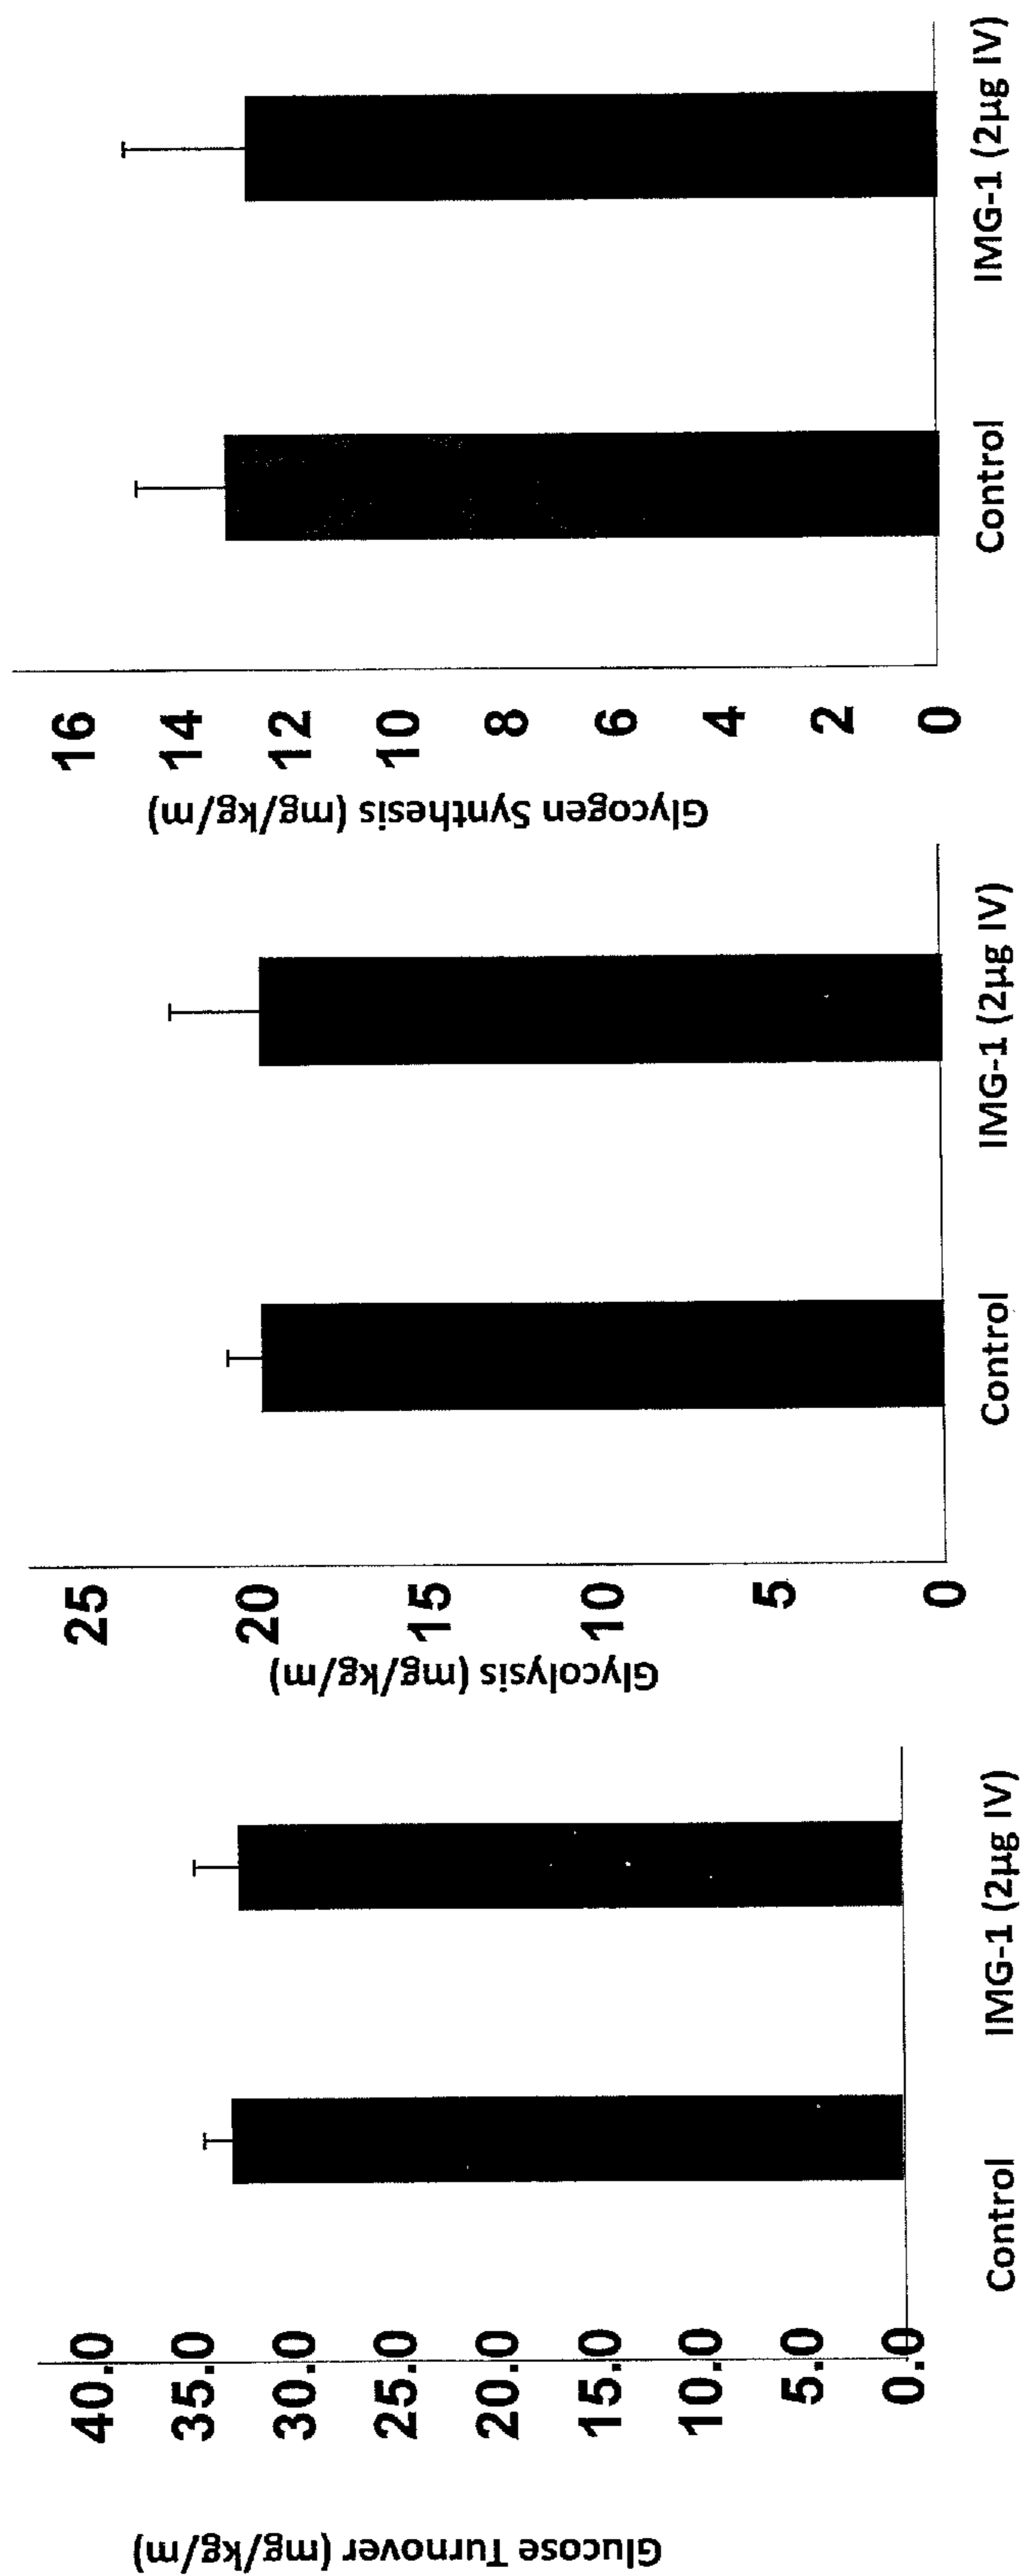 Glucose Turnover (mg/kg/m)
40.0
35.0
30.0
25.0
20.0
15.0
10.0
5.0
0.0
Control
IMG-1 (2µg IV)
Glycolysis (mg/kg/m)
25
20
15
10
5
0
Control
IMG-1 (2µg IV)
Glycogen Synthesis (mg/kg/m)
16
14
12
10
8
6
4
2
0
Control
IMG-1 (2µg IV)